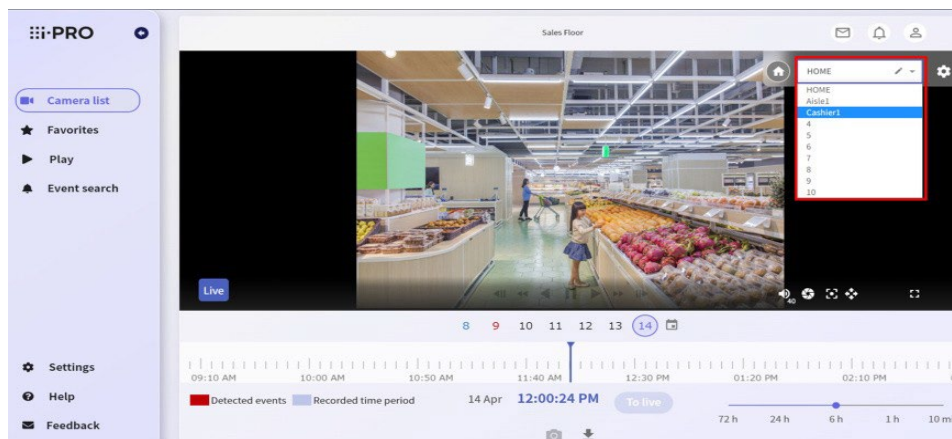 i-PRO
Sales Floor
Camera list
Favorites
Play
Event search
Settings
Help
Feedback
HOME
HOME
Aisle1
Cashier1
4
5
6
7
8
9
10
Live
40
8 9 10 11 12 13 14
09:10 AM 10:00 AM 10:50 AM 11:40 AM 12:30 PM 01:20 PM 02:10 PM
Detected events Recorded time period 14 Apr 12:00:24 PM To live
72 h 24 h 6 h 1 h 10 m